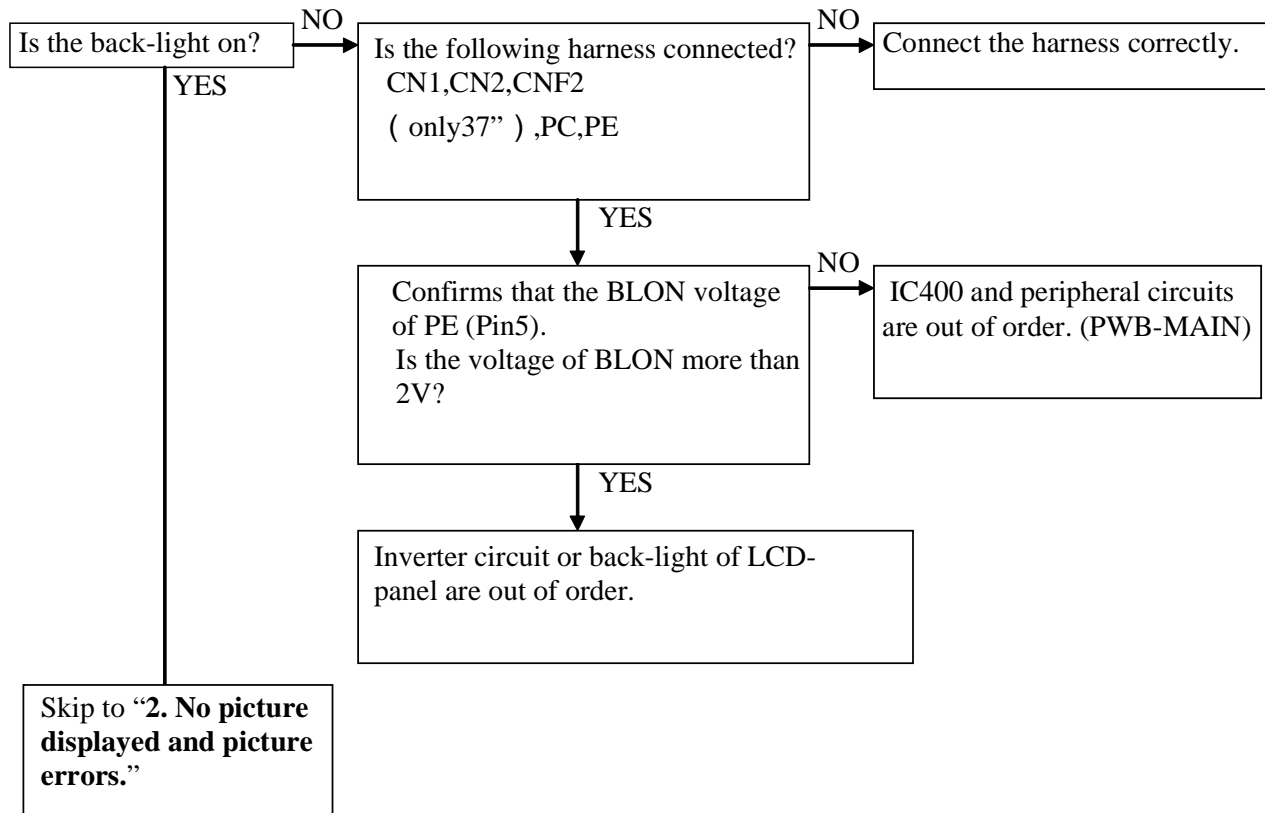 Is the back-light on?
NO
YES
Is the following harness connected?
CN1,CN2,CNF2
( only37” ) ,PC,PE
NO
Connect the harness correctly.
YES
Confirms that the BLON voltage
of PE (Pin5).
Is the voltage of BLON more than
2V?
NO
IC400 and peripheral circuits
are out of order. (PWB-MAIN)
YES
Inverter circuit or back-light of LCD-
panel are out of order.
Skip to “2. No picture
displayed and picture
errors.”